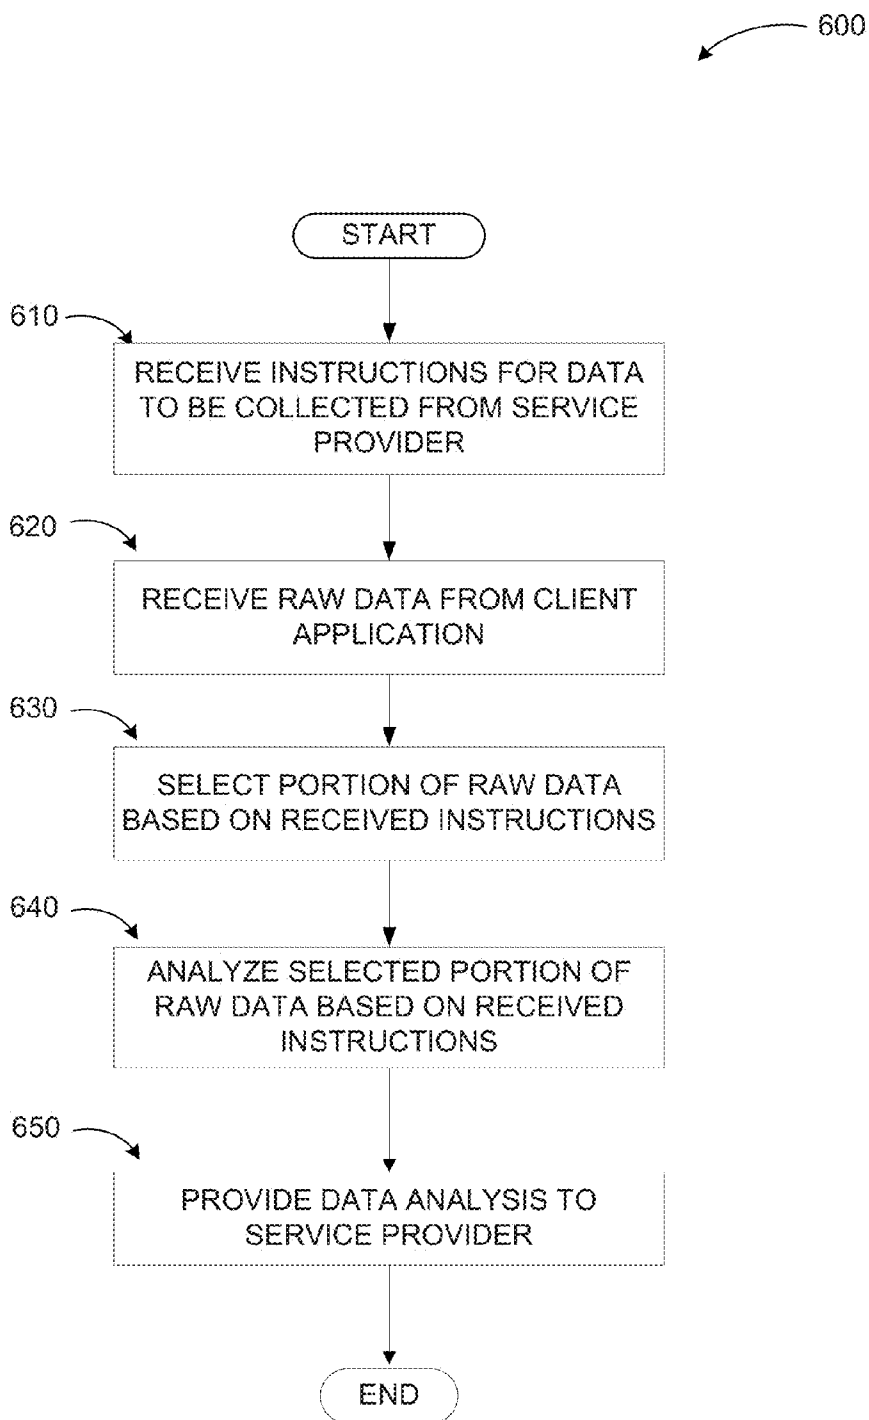 600
START
610
RECEIVE INSTRUCTIONS FOR DATA
TO BE COLLECTED FROM SERVICE
PROVIDER
620
RECEIVE RAW DATA FROM CLIENT
APPLICATION
630
SELECT PORTION OF RAW DATA
BASED ON RECEIVED INSTRUCTIONS
640
ANALYZE SELECTED PORTION OF
RAW DATA BASED ON RECEIVED
INSTRUCTIONS
650
PROVIDE DATA ANALYSIS TO
SERVICE PROVIDER
END